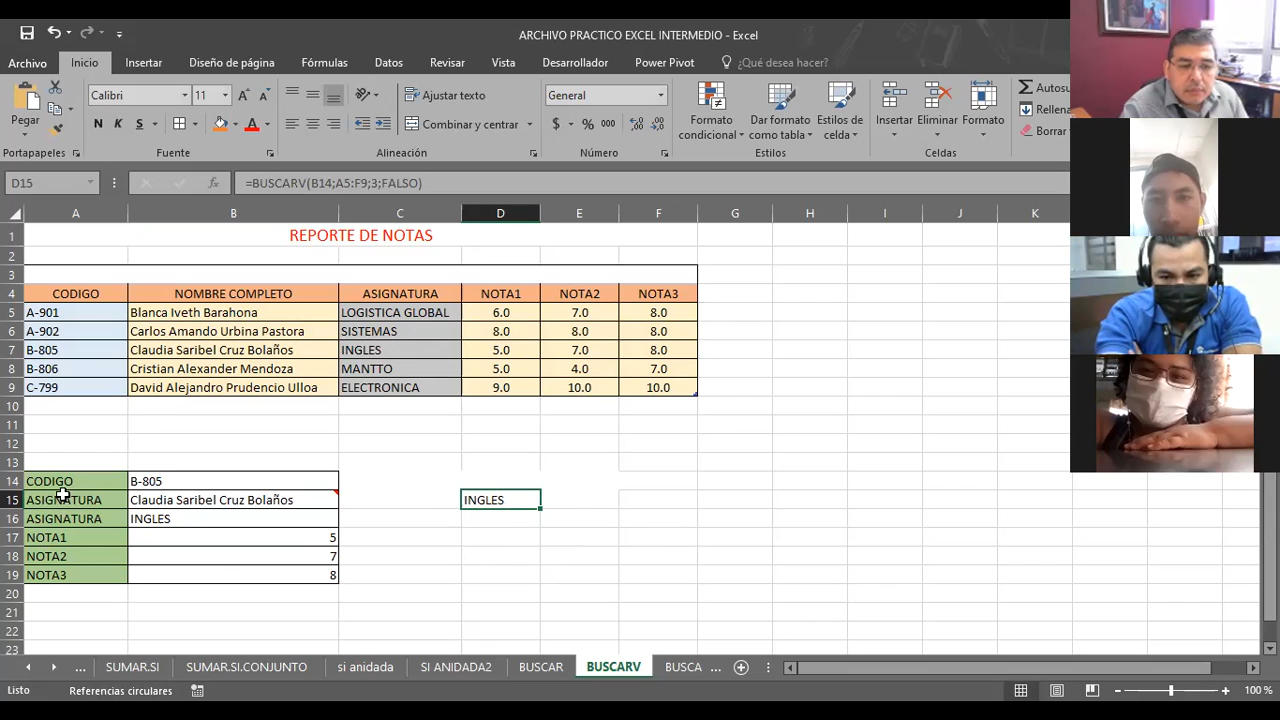 ARCHIVO PRACTICO EXCEL INTERMEDIO - Excel
Archivo Inicio Insertar Diseño de página Fórmulas Datos Vista Revisar Vista Desarrollador Power Pivot ¿Qué desea hacer?
Pegar
Calibri 11 A A
N K S
Ajustar texto
Combinar y centrar
General
$ % 000
Formato condicional
Dar formato como tabla
Estilos de celda
Insertar Eliminar Formato
Autosu
Rellena
Borrar
Portapapeles Fuente Alineación Número Estilos Celdas
D15 fx =BUSCARV(B14;A5:F9;3;FALSO)
A B C D E F G H I J K
1 REPORTE DE NOTAS
2
3
4 CODIGO NOMBRE COMPLETO ASIGNATURA NOTA1 NOTA2 NOTA3
5 A-901 Blanca Iveth Barahona LOGISTICA GLOBAL 6.0 7.0 8.0
6 A-902 Carlos Amando Urbina Pastora SISTEMAS 8.0 8.0 8.0
7 B-805 Claudia Saribel Cruz Bolaños INGLES 5.0 7.0 8.0
8 B-806 Cristian Alexander Mendoza MANTTO 5.0 4.0 7.0
9 C-799 David Alejandro Prudencio Ulloa ELECTRONICA 9.0 10.0 10.0
10
11
12
13
14 CODIGO B-805
15 ASIGNATURA Claudia Saribel Cruz Bolaños INGLES
16 ASIGNATURA INGLES
17 NOTA1 5
18 NOTA2 7
19 NOTA3 8
20
21
22
23
... SUMAR.SI SUMAR.SI.CONJUNTO si anidada SI ANIDADA2 BUSCAR BUSCARV BUSCA ...
Listo Referencias circulares 100 %